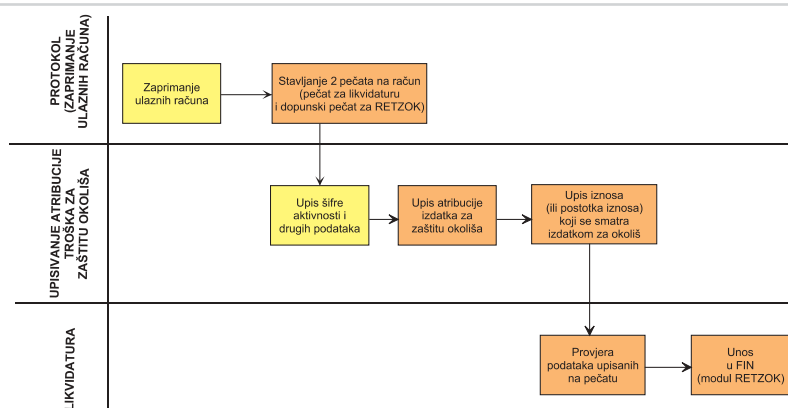 PROTOKOL
(ZAPRIMANJE
ULAZNIH RAČUNA)
Zaprimanje
ulaznih računa
Stavljanje 2 pečata na račun
(pečat za likvidaturu
i dopunski pečat za RETZOK)
UPISIVANJE ATRIBUCIJE
TROŠKA ZA
ZAŠTITU OKOLIŠA
Upis šifre
aktivnosti i
drugih podataka
Upis atribucije
izdatka za
zaštitu okoliša
Upis iznosa
(ili postotka iznosa)
koji se smatra
izdatkom za okoliš
LIKVIDATURA
Provjera
podataka upisanih
na pečatu
Unos
u FIN
(modul RETZOK)